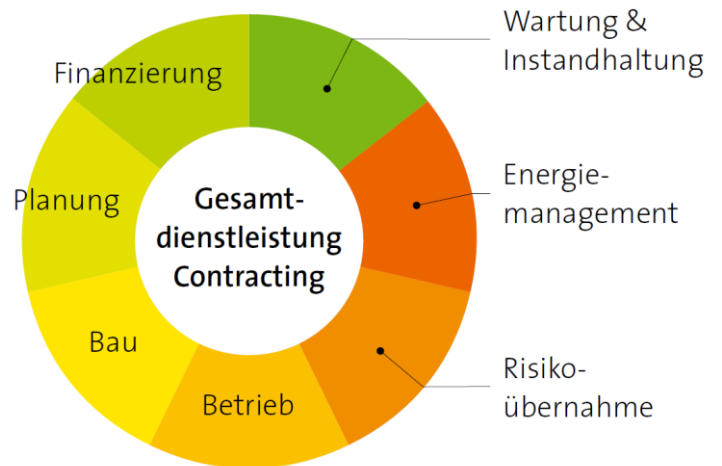 Wartung &
Instandhaltung
Finanzierung
Energie-
management
Planung
Gesamt-
dienstleistung
Contracting
Bau
Betrieb
Risiko-
übernahme